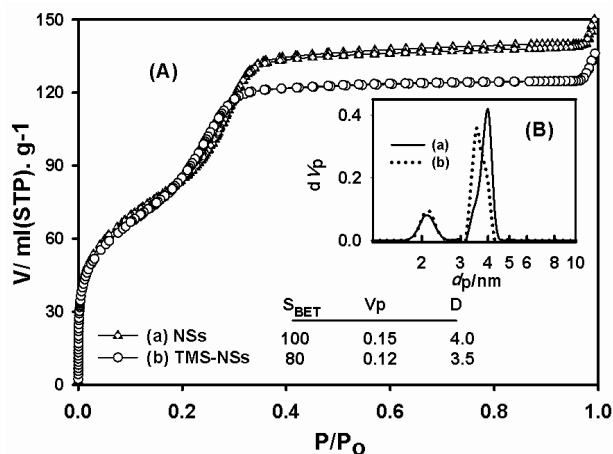 150
120
90
60
30
0
V/ ml(STP). g-1
(A)
(B)
(a)
(b)
0.4
0.2
0.0
d Vp
2 3 4 5 6 8 10
dp/nm
SBET Vp D
(a) NSs 100 0.15 4.0
(b) TMS-NSs 80 0.12 3.5
0.0 0.2 0.4 0.6 0.8 1.0
P/PO